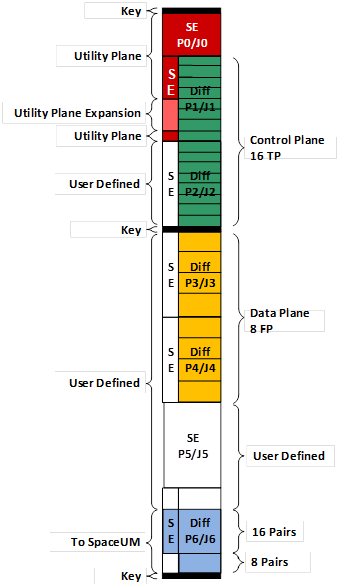 Key
SE
P0/J0
Utility Plane
S
E
Diff
P1/J1
Utility Plane Expansion
Utility Plane
Control Plane
16 TP
User Defined
S
E
Diff
P2/J2
Key
S
E
Diff
P3/J3
Data Plane
8 FP
S
E
Diff
P4/J4
User Defined
SE
P5/J5
User Defined
S
E
Diff
P6/J6
16 Pairs
To SpaceUM
8 Pairs
Key